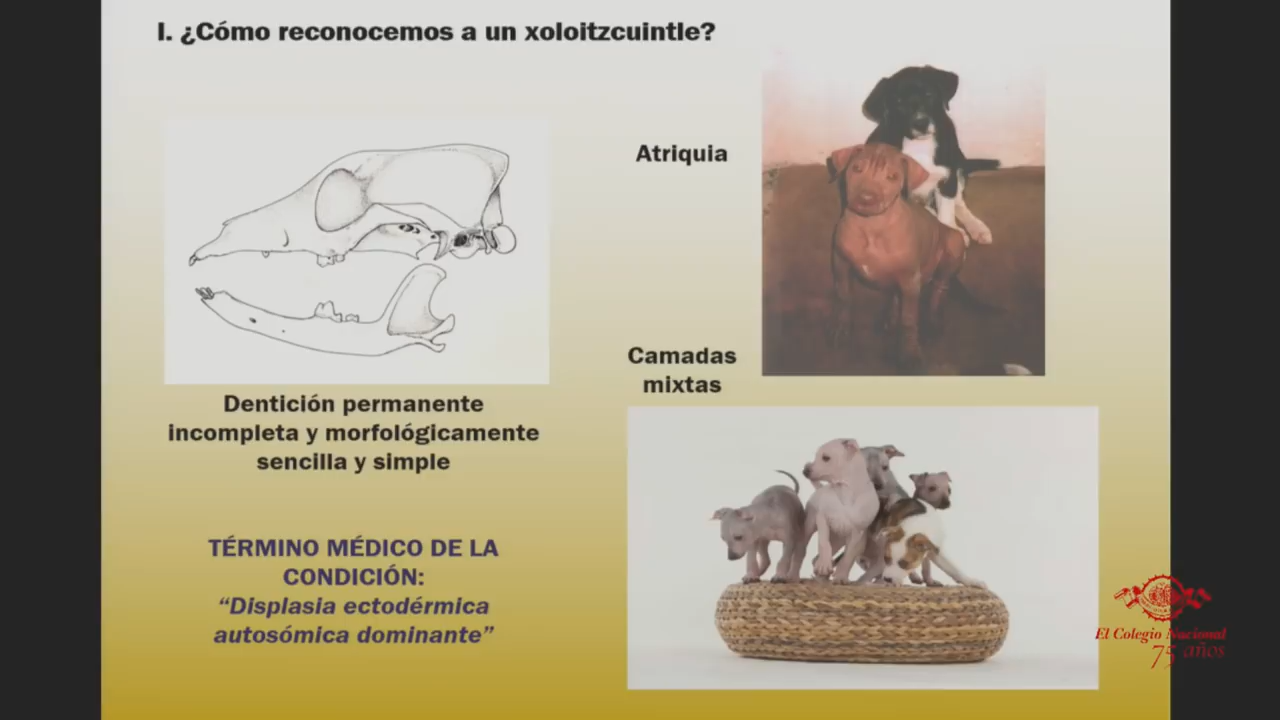 I. ¿Cómo reconocemos a un xoloitzcuintle?
Atriquia
Camadas
mixtas
Dentición permanente
incompleta y morfológicamente
sencilla y simple
TÉRMINO MÉDICO DE LA
CONDICIÓN:
“Displasia ectodérmica
autosómica dominante”
El Colegio Nacional
75 años